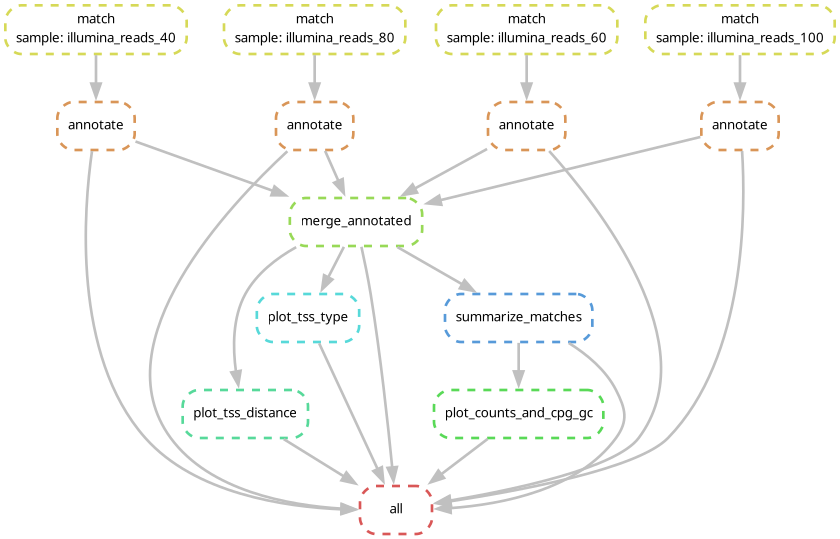 match
sample: illumina_reads_40
match
sample: illumina_reads_80
match
sample: illumina_reads_60
match
sample: illumina_reads_100
annotate
annotate
annotate
annotate
merge_annotated
plot_tss_type
summarize_matches
plot_tss_distance
plot_counts_and_cpg_gc
all